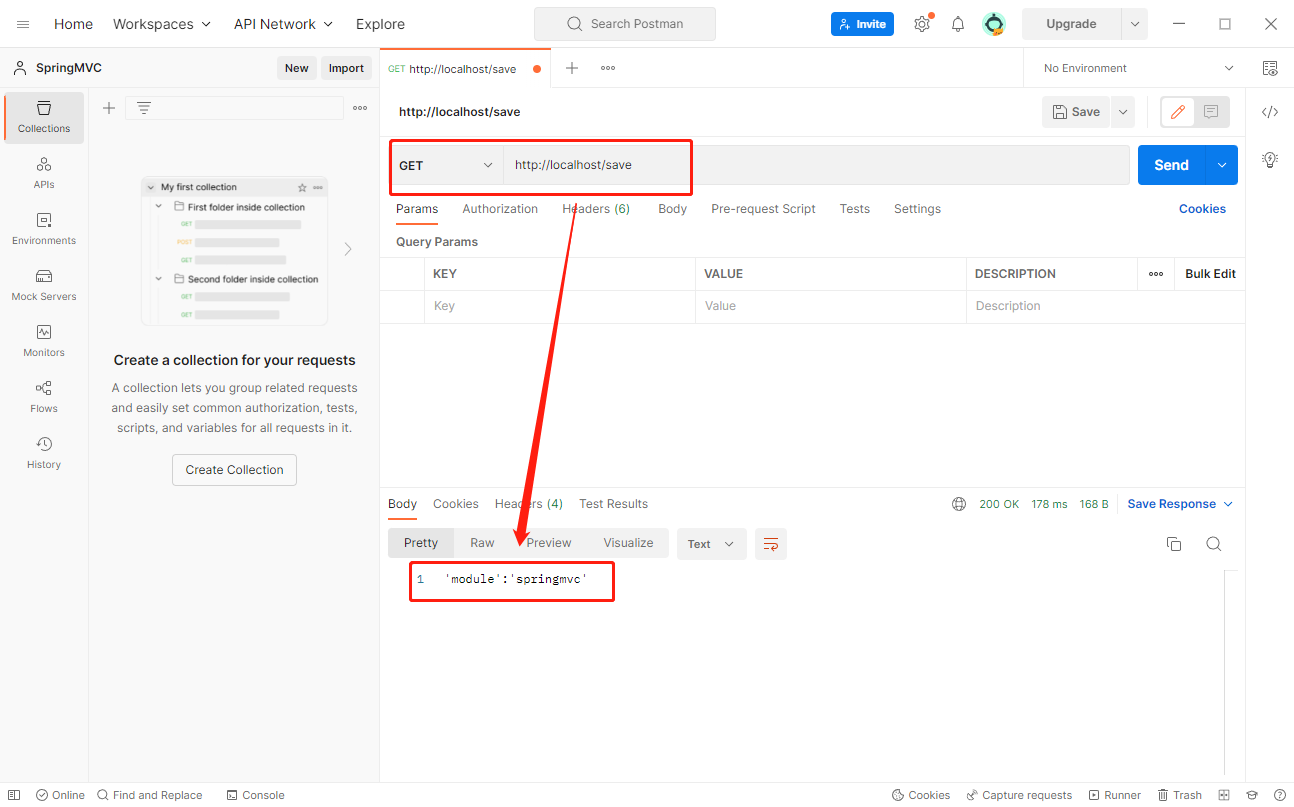 Home Workspaces API Network Explore Search Postman Invite Upgrade
SpringMVC New Import GET http://localhost/save No Environment
http://localhost/save Save
Collections
APIs
Environments
Mock Servers
Monitors
Flows
History
My first collection
First folder inside collection
GET
POST
GET
Second folder inside collection
GET
GET
Create a collection for your requests
A collection lets you group related requests
and easily set common authorization, tests,
scripts, and variables for all requests in it.
Create Collection
GET http://localhost/save Send
Params Authorization Headers (6) Body Pre-request Script Tests Settings Cookies
Query Params
KEY VALUE DESCRIPTION Bulk Edit
Key Value Description
Body Cookies Headers (4) Test Results 200 OK 178 ms 168 B Save Response
Pretty Raw Preview Visualize Text
1 'module':'springmvc'
Online Find and Replace Console Cookies Capture requests Runner Trash